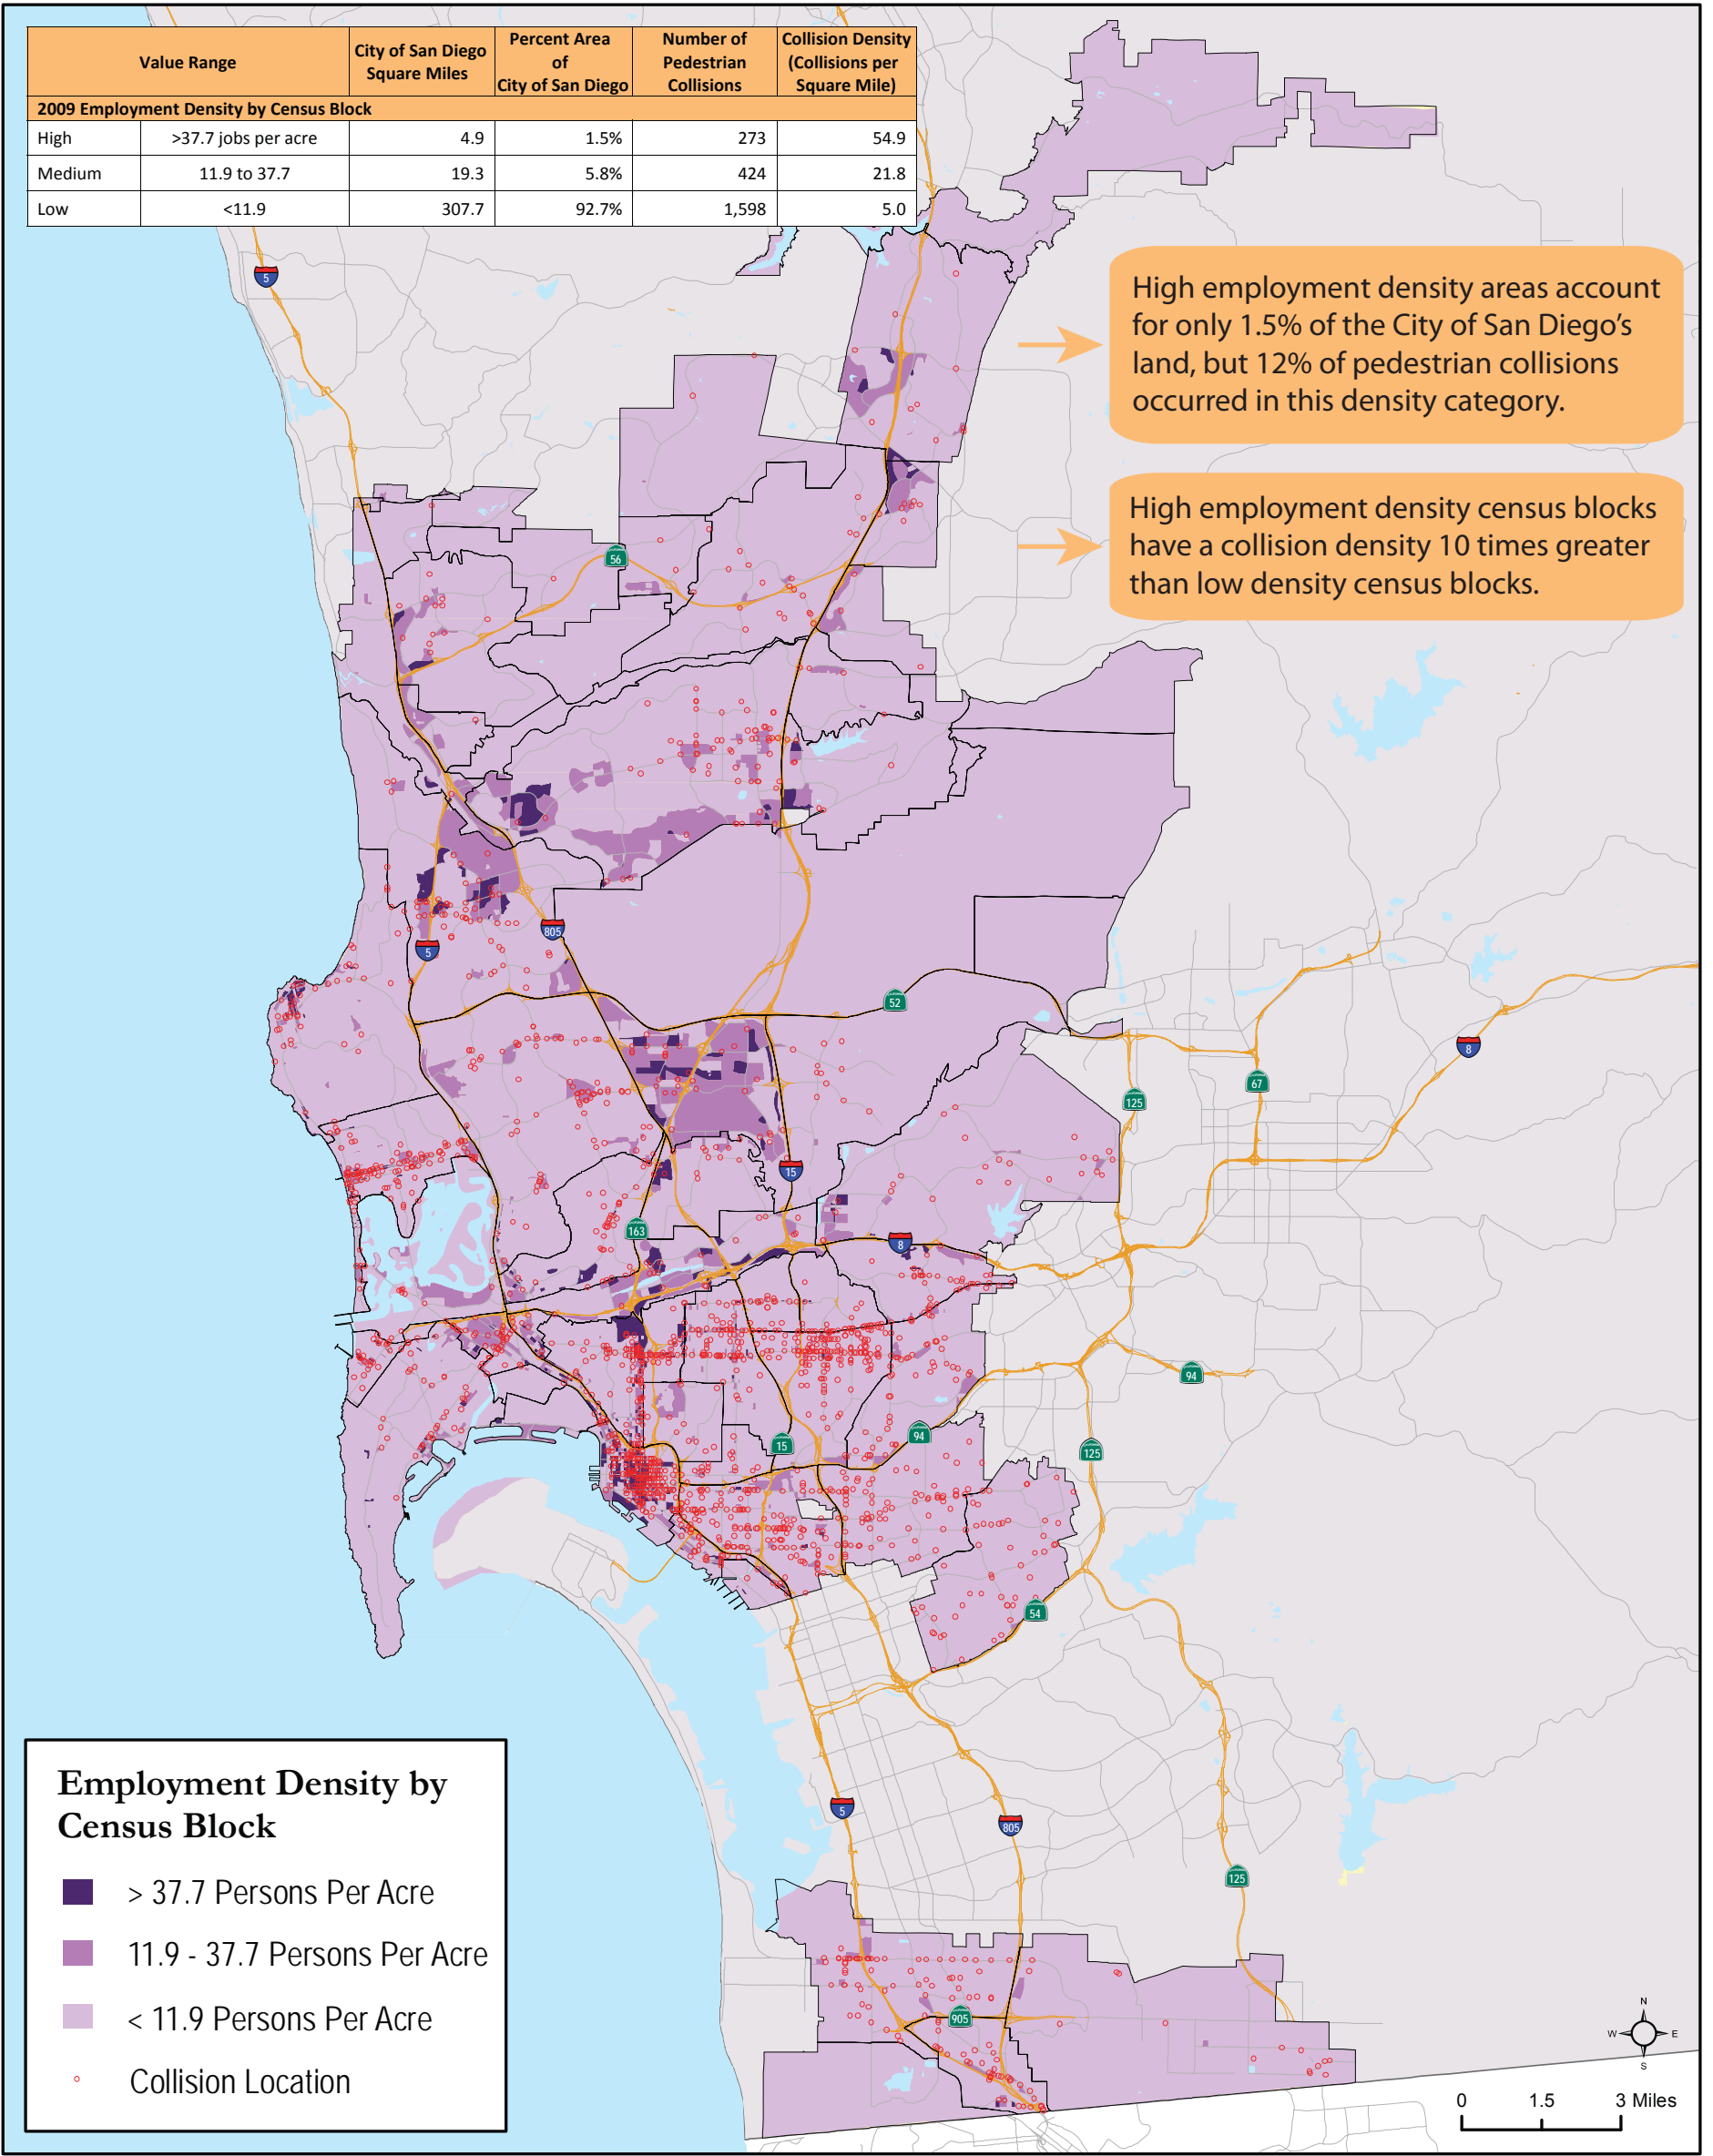 Value Range
City of San Diego
Square Miles
Percent Area
of
City of San Diego
Number of
Pedestrian
Collisions
Collision Density
(Collisions per
Square Mile)
2009 Employment Density by Census Block
High >37.7 jobs per acre 4.9 1.5% 273 54.9
Medium 11.9 to 37.7 19.3 5.8% 424 21.8
Low <11.9 307.7 92.7% 1,598 5.0
5
High employment density areas account
for only 1.5% of the City of San Diego’s
land, but 12% of pedestrian collisions
occurred in this density category.
High employment density census blocks
have a collision density 10 times greater
than low density census blocks.
56
805
5
52
8
67
125
15
163
8
94
94
15
125
54
5
805
125
905
Employment Density by
Census Block
> 37.7 Persons Per Acre
11.9 - 37.7 Persons Per Acre
< 11.9 Persons Per Acre
Collision Location
N
W E
S
0 1.5 3 Miles